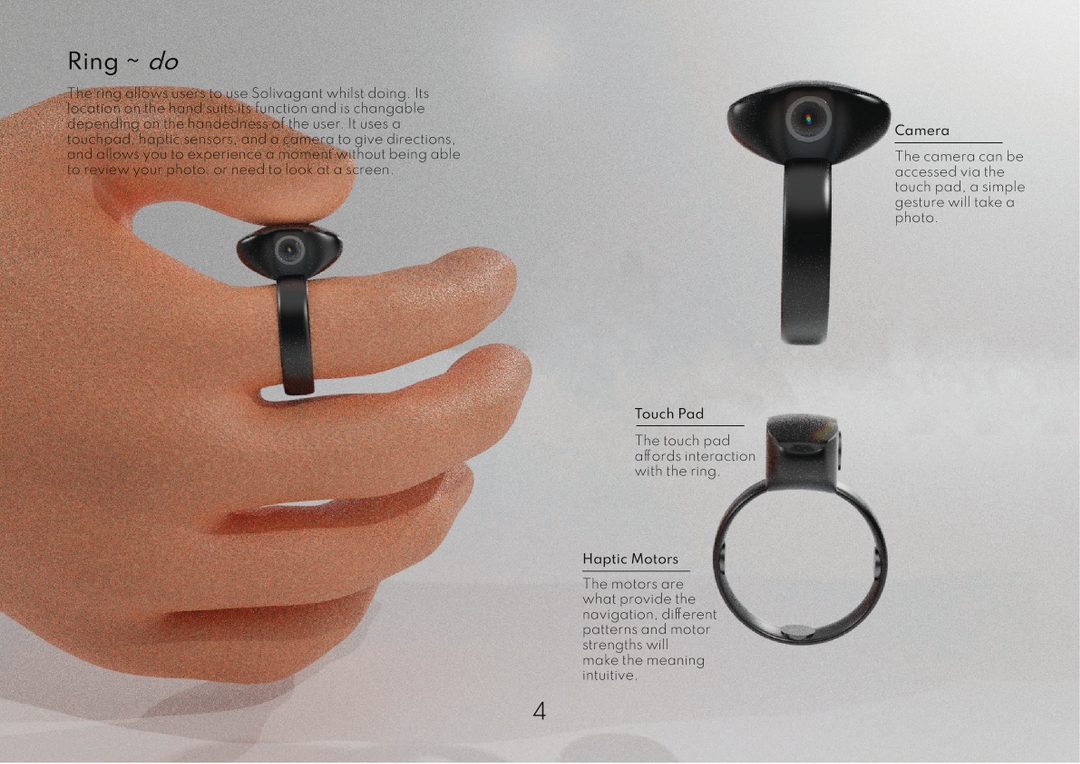 Ring ~ do
The ring allows users to use Solivagant whilst doing. Its
location on the hand suits its function and is changable
depending on the handedness of the user. It uses a
touchpad, haptic sensors, and a camera to give directions,
and allows you to experience a moment without being able
to review your photo, or need to look at a screen.
Camera
The camera can be
accessed via the
touch pad, a simple
gesture will take a
photo.
Touch Pad
The touch pad
affords interaction
with the ring.
Haptic Motors
The motors are
what provide the
navigation, different
patterns and motor
strengths will
make the meaning
intuitive.
4